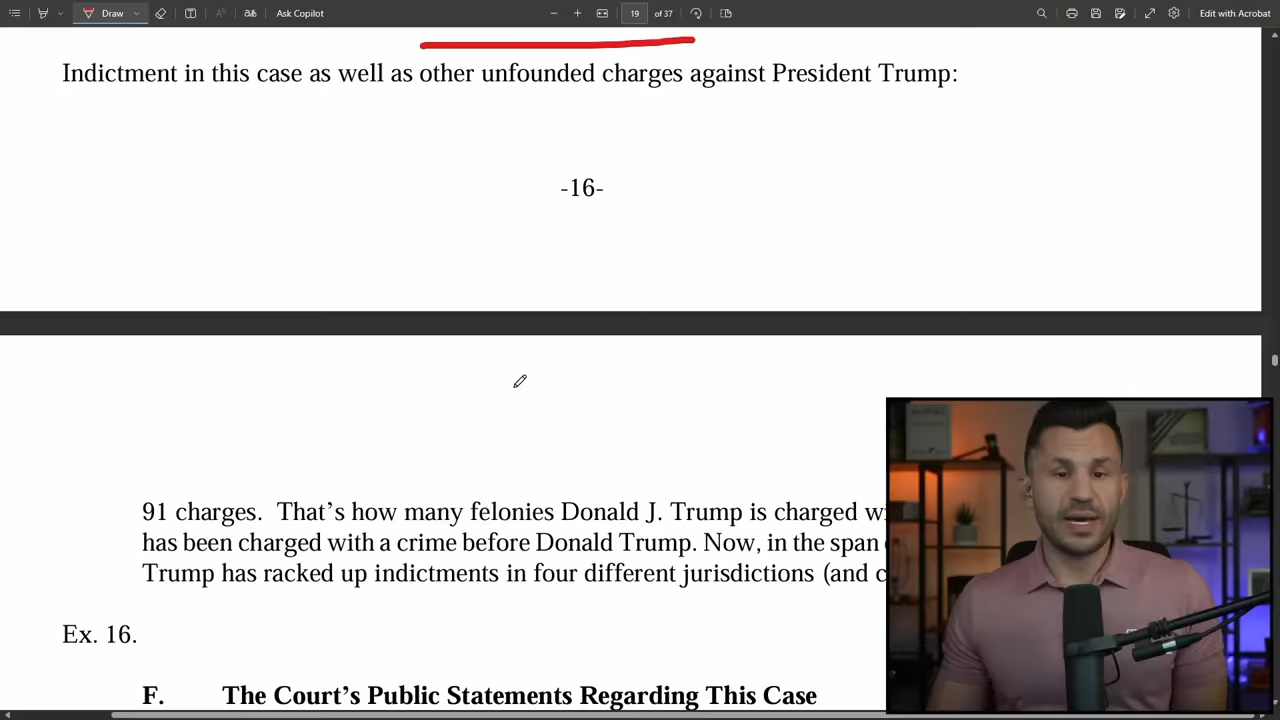 Draw
Ask Copilot
19 of 37
Edit with Acrobat
Indictment in this case as well as other unfounded charges against President Trump:
-16-
91 charges. That's how many felonies Donald J. Trump is charged
has been charged with a crime before Donald Trump. Now, in the span
Trump has racked up indictments in four different jurisdictions (and
Ex. 16.
F. The Court's Public Statements Regarding This Case